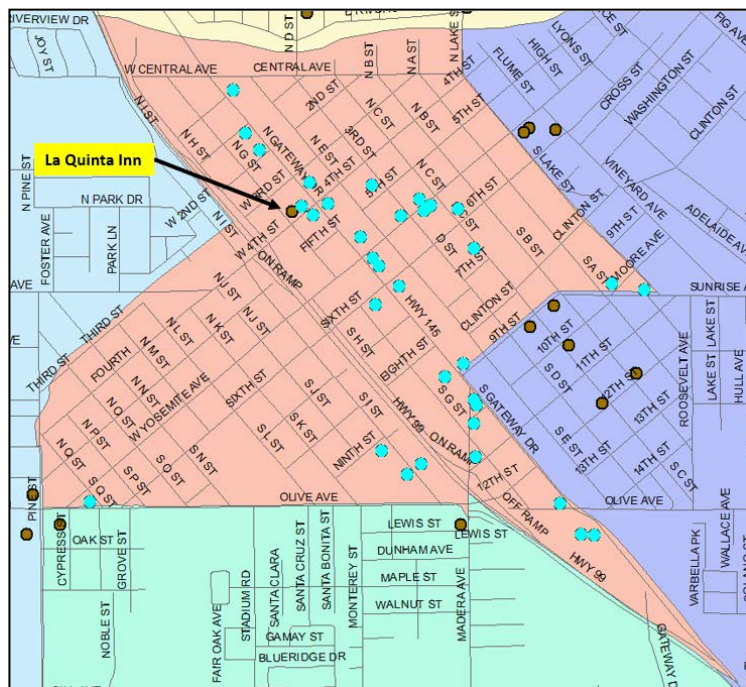 RIVERVIEW DR
JOY ST
N D ST
N LAKE ST
W CENTRAL AVE
CENTRAL AVE
N B ST
N A ST
4TH ST
5TH ST
FLUME ST
HIGH ST
LYONS ST
CROSS ST
WASHINGTON ST
CLINTON ST
FIG AVE
2ND ST
N C ST
N B ST
N I ST
N H ST
N G ST
N GATEWAY DR
N E ST
3RD ST
4TH ST
La Quinta Inn
W 3RD ST
5TH ST
N C ST
6TH ST
S LAKE ST
VINEYARD AVE
ADELAIDE AVE
N PINE ST
N PARK DR
W 2ND ST
N I ST
W 4TH ST
FIFTH ST
D ST
7TH ST
S B ST
CLINTON ST
9TH ST
MOORE AVE
S A ST
FOSTER AVE
PARK LN
ON RAMP
AVE
THIRD ST
N J ST
N J ST
SIXTH ST
HWY 145
CLINTON ST
9TH ST
SUNRISE A
THIRD ST
FOURTH
N L ST
N K ST
N M ST
N N ST
N O ST
N P ST
N Q ST
W YOSEMITE AVE
SIXTH ST
S H ST
EIGHTH ST
10TH ST
11TH ST
12TH ST
13TH ST
S D ST
ROOSEVELT AVE
LAKE ST
LAKE ST
HULL AVE
S J ST
S I ST
S K ST
S L ST
HWY 99
S G ST
S GATEWAY DR
S E ST
13TH ST
14TH ST
S C ST
S N ST
S O ST
S P ST
S Q ST
NINTH ST
ON RAMP
12TH ST
OFF RAMP
PINE ST
OLIVE AVE
OLIVE AVE
CYPRESS ST
OAK ST
GROVE ST
LEWIS ST
LEWIS ST
DUNHAM AVE
MAPLE ST
WALNUT ST
HWY 99
VARBELLA PK
WALLACE AVE
NOBLE ST
FAIR OAK AVE
STADIUM RD
SANTA CLARA
SANTA CRUZ ST
SANTA BONITA ST
MONTEREY ST
MADERA AVE
GAMAY ST
BLUERIDGE DR
GATEWAY D